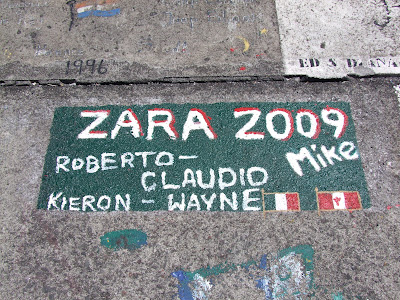 1996
ED & DIANA
ZARA 2009
ROBERTO-
Mike
CLAUDIO
KIERON - WAYNE